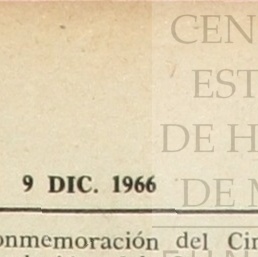 CEN
EST
DE H
DE M
9 DIC. 1966
onmemoración del Cin